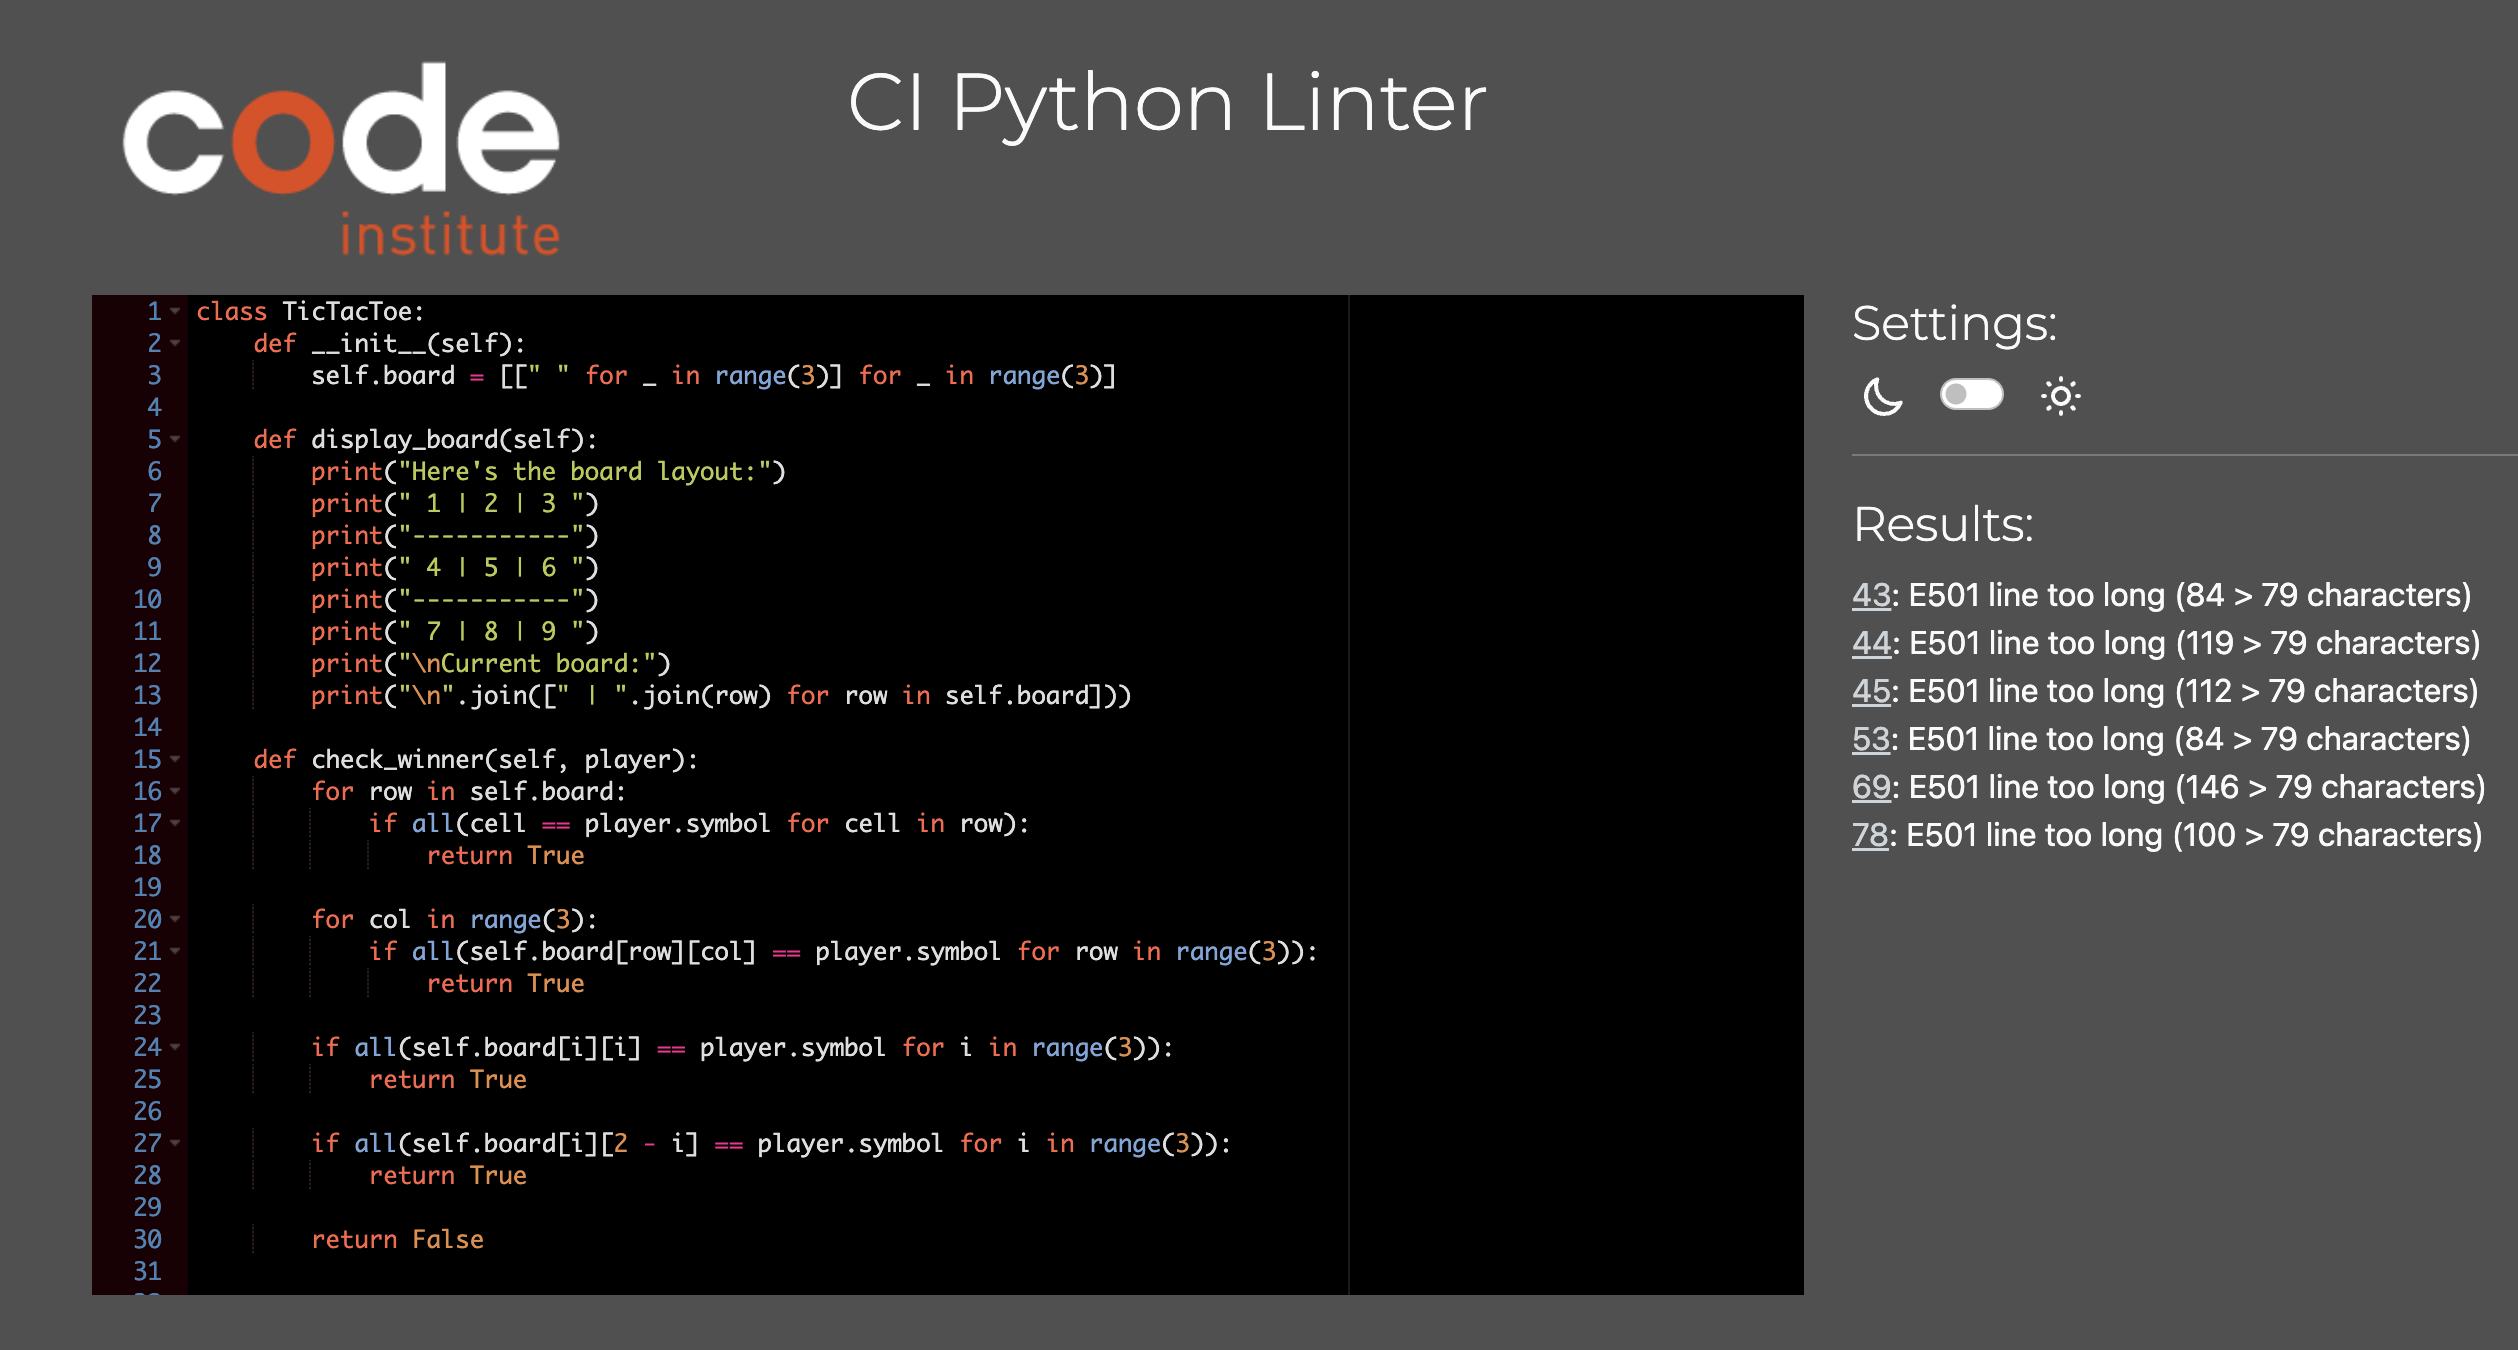 code
institute
CI Python Linter
1 class TicTacToe:
2     def __init__(self):
3         self.board = [[" " for _ in range(3)] for _ in range(3)]
4
5     def display_board(self):
6         print("Here's the board layout:")
7         print(" 1 | 2 | 3 ")
8         print("-----------")
9         print(" 4 | 5 | 6 ")
10         print("-----------")
11         print(" 7 | 8 | 9 ")
12         print("\nCurrent board:")
13         print("\n".join([" | ".join(row) for row in self.board]))
14
15     def check_winner(self, player):
16         for row in self.board:
17             if all(cell == player.symbol for cell in row):
18                 return True
19
20         for col in range(3):
21             if all(self.board[row][col] == player.symbol for row in range(3)):
22                 return True
23
24         if all(self.board[i][i] == player.symbol for i in range(3)):
25             return True
26
27         if all(self.board[i][2 - i] == player.symbol for i in range(3)):
28             return True
29
30         return False
31
Settings:
Results:
43: E501 line too long (84 > 79 characters)
44: E501 line too long (119 > 79 characters)
45: E501 line too long (112 > 79 characters)
53: E501 line too long (84 > 79 characters)
69: E501 line too long (146 > 79 characters)
78: E501 line too long (100 > 79 characters)